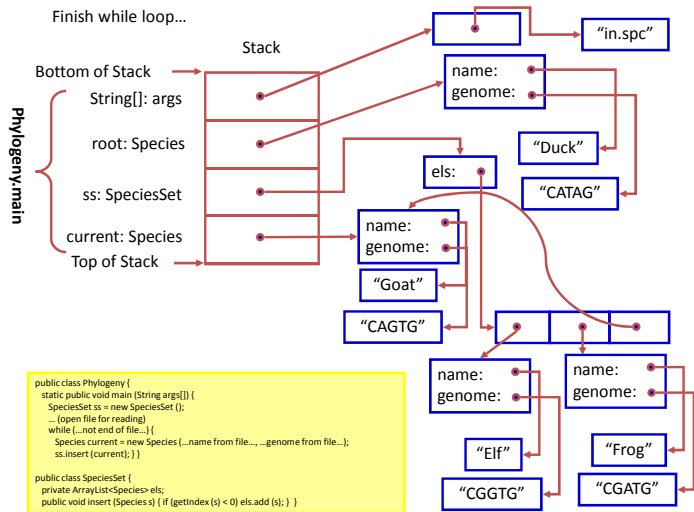 Finish while loop...
Stack
"in.spc"
Bottom of Stack
String[]: args
name:
genome:
Phylogeny.main
root: Species
"Duck"
els:
ss: SpeciesSet
"CATAG"
name:
current: Species
genome:
Top of Stack
"Goat"
"CAGTG"
name:
genome:
name:
genome:
"Elf"
"Frog"
"CGGTG"
"CGATG"
public class Phylogeny {
static public void main (String args[]) {
SpeciesSet ss = new SpeciesSet ();
... (open file for reading)
while (...not end of file...) {
Species current = new Species (...name from file..., ...genome from file...);
ss.insert (current); } }
public class SpeciesSet {
private ArrayList<Species> els;
public void insert (Species s) { if (getIndex (s) < 0) els.add (s); } }